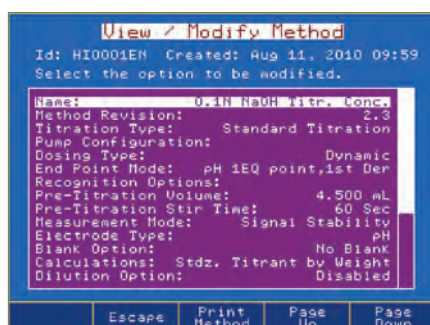 View / Modify Method
Id: HI0001EN Created: Aug 11, 2010 09:59
Select the option to be modified.
Name: 0.1N NaOH Titr. Conc.
Method Revision: 2.3
Titration Type: Standard Titration
Pump Configuration:
Dosing Type: Dynamic
End Point Mode: pH 1EQ point,1st Der
Recognition Options:
Pre-Titration Volume: 4.500 mL
Pre-Titration Stir Time: 60 Sec
Measurement Mode: Signal Stability
Electrode Type: pH
Blank Option: No Blank
Calculations: Stdz. Titrant by Weight
Dilution Option: Disabled
Escape Print Page Page
Method Up Down